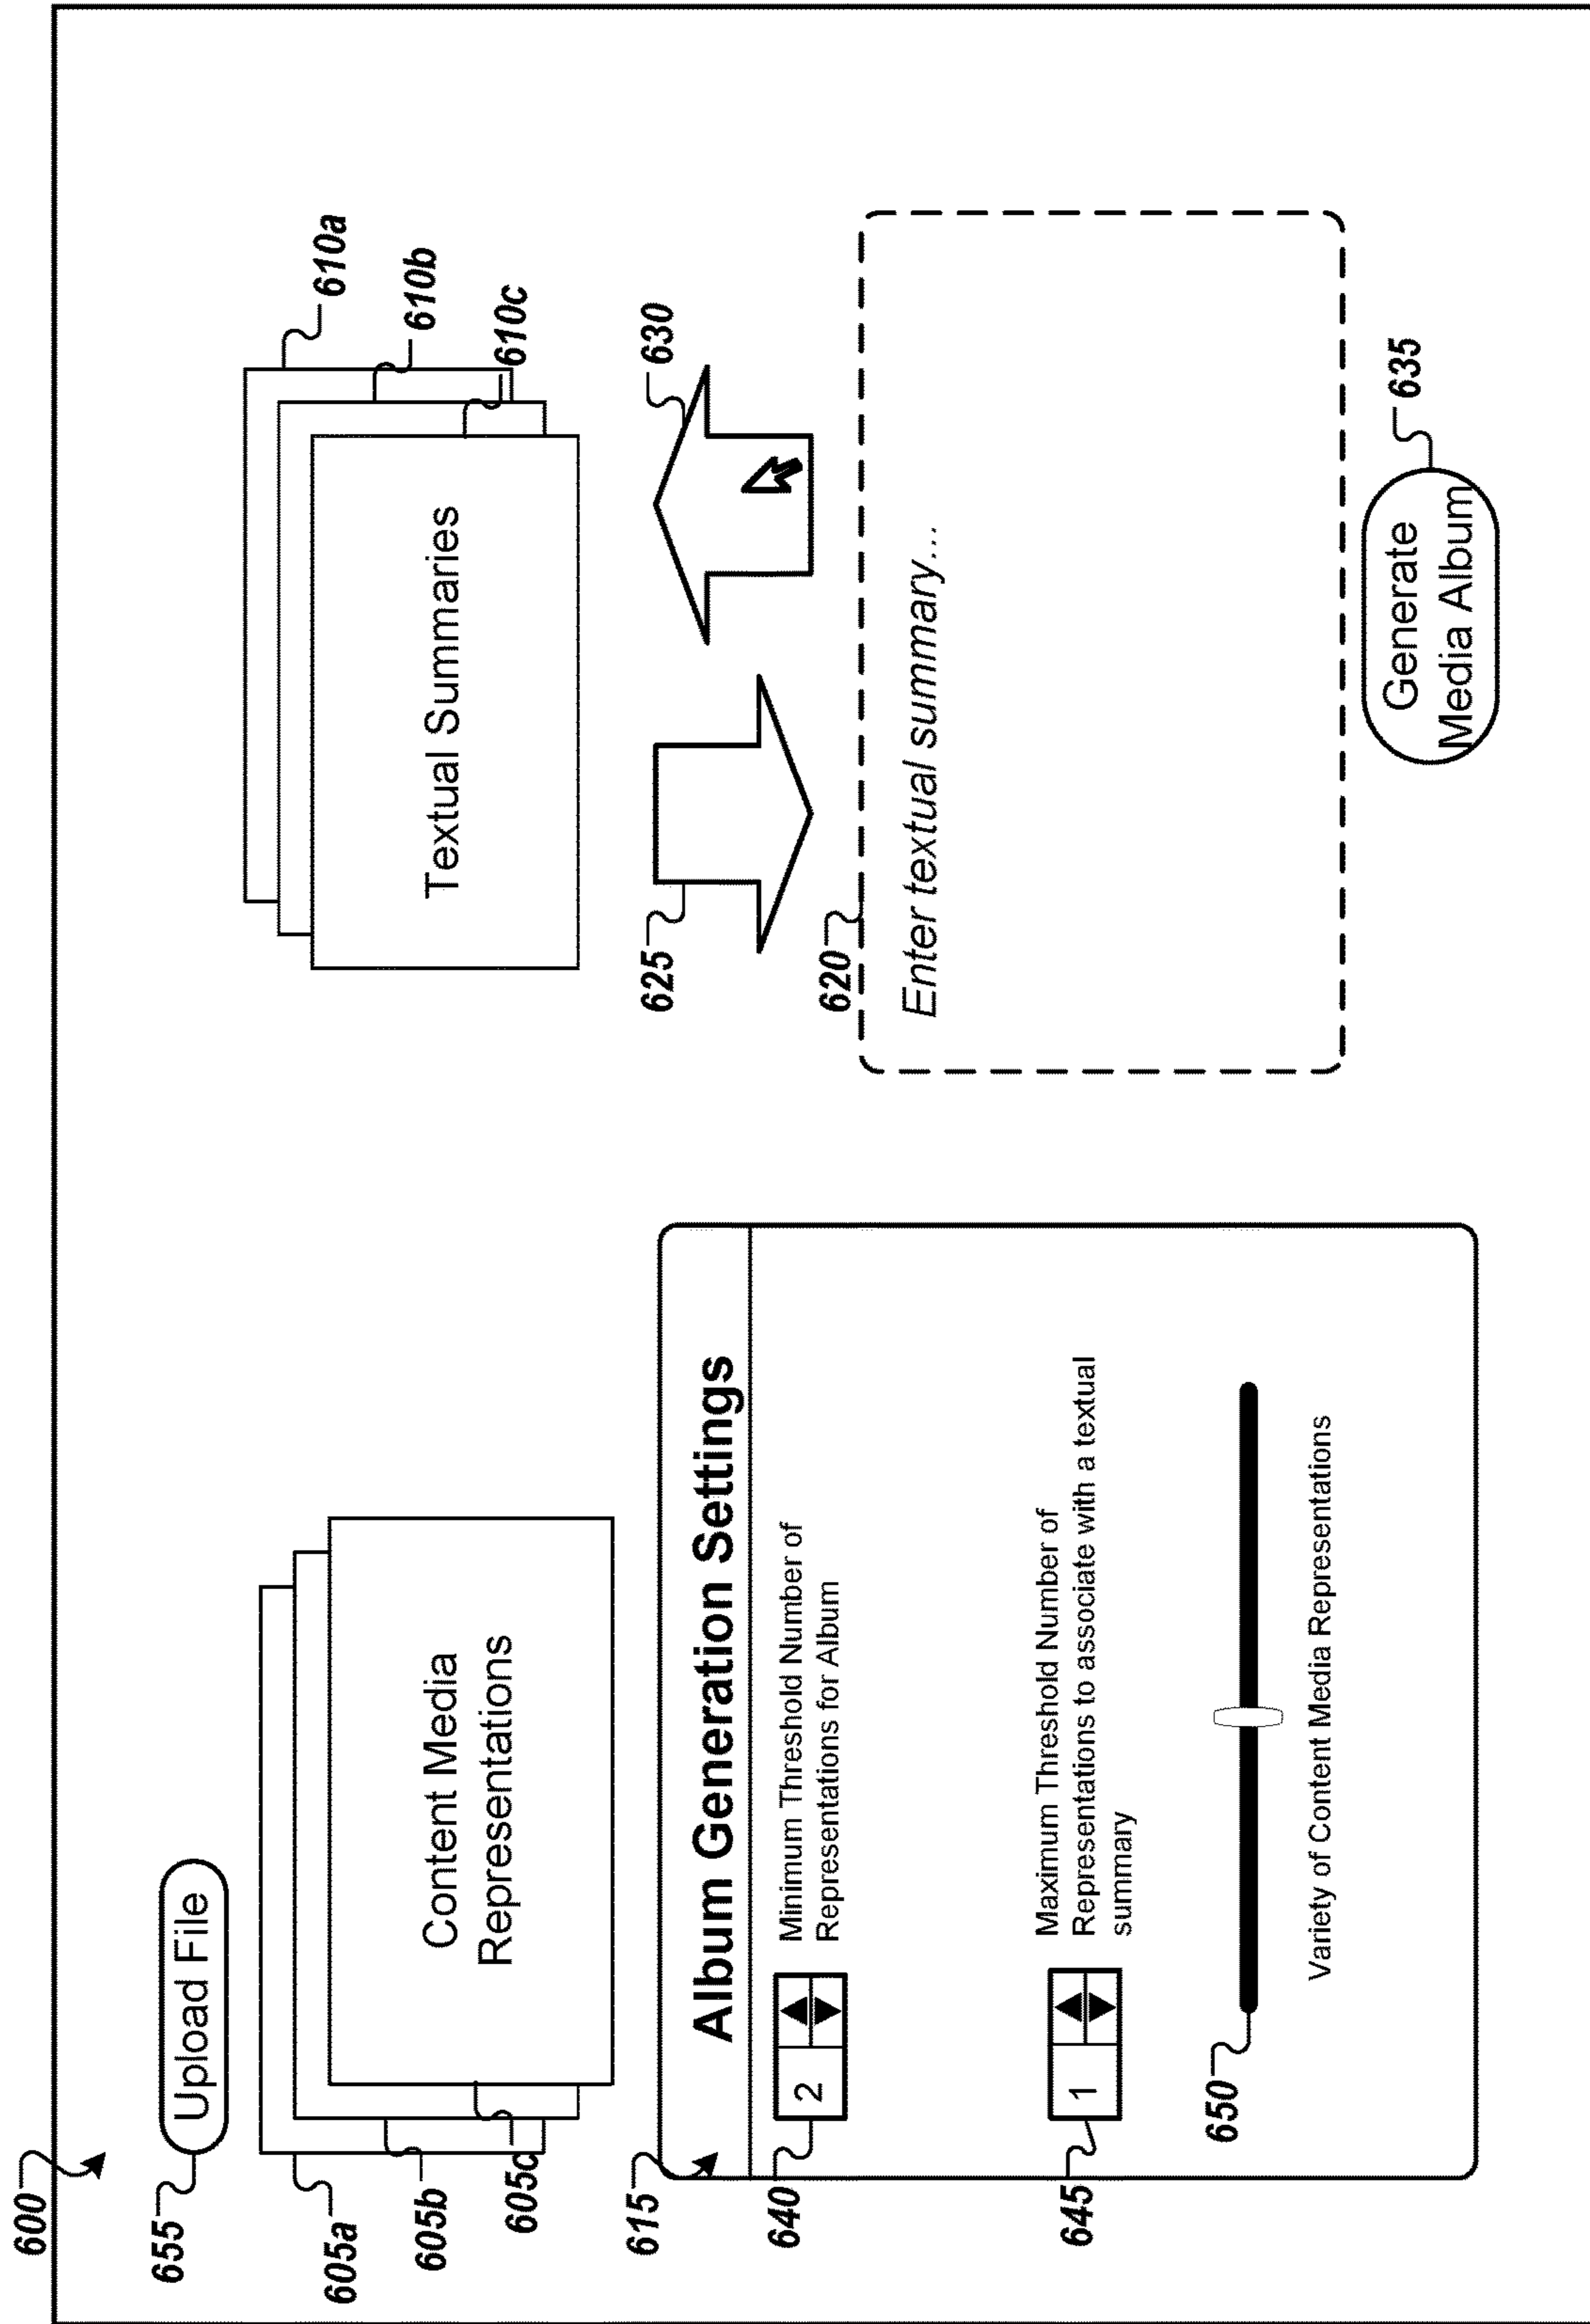 600
655
Upload File
605a
605b
605c
Content Media
Representations
615
Album Generation Settings
640
2
Minimum Threshold Number of
Representations for Album
645
1
Maximum Threshold Number of
Representations to associate with a textual
summary
650
Variety of Content Media Representations
Textual Summaries
610a
610b
610c
625
630
620
Enter textual summary...
Generate
Media Album
635